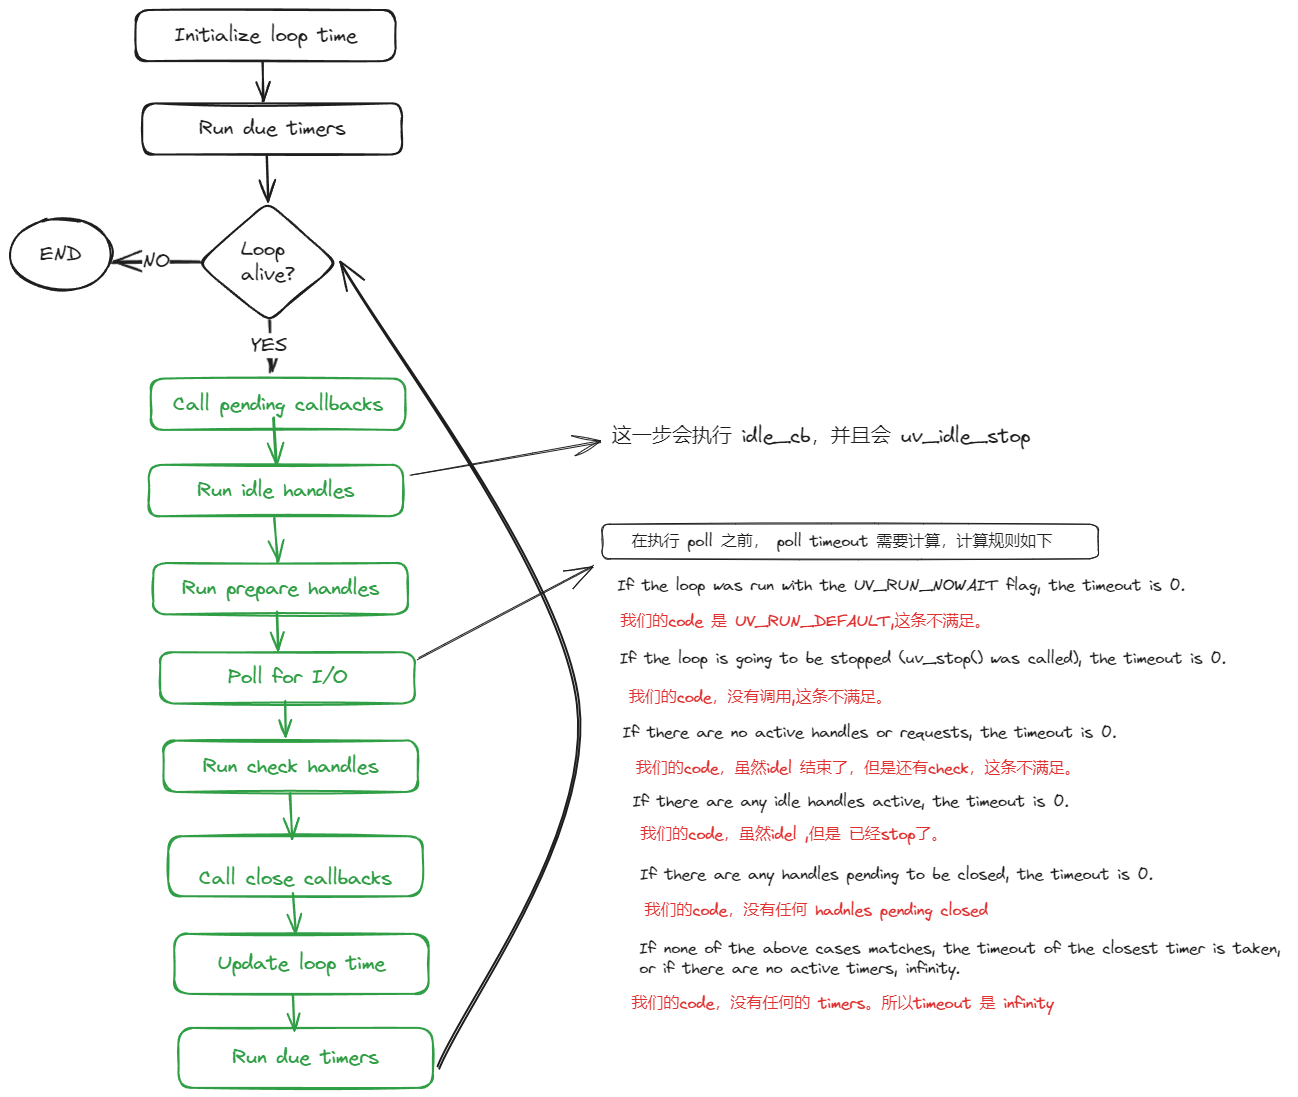 Initialize loop time
Run due timers
Loop
alive?
NO
END
YES
Call pending callbacks
Run idle handles
Run prepare handles
Poll for I/O
Run check handles
Call close callbacks
Update loop time
Run due timers
这一步会执行 idle_cb，并且会 uv_idle_stop
在执行 poll 之前， poll timeout 需要计算，计算规则如下
If the loop was run with the UV_RUN_NOWAIT flag, the timeout is 0.
我们的code 是 UV_RUN_DEFAULT,这条不满足。
If the loop is going to be stopped (uv_stop() was called), the timeout is 0.
我们的code，没有调用,这条不满足。
If there are no active handles or requests, the timeout is 0.
我们的code，虽然idel 结束了，但是还有check，这条不满足。
If there are any idle handles active, the timeout is 0.
我们的code，虽然idel ,但是 已经stop了。
If there are any handles pending to be closed, the timeout is 0.
我们的code，没有任何 hadnles pending closed
If none of the above cases matches, the timeout of the closest timer is taken,
or if there are no active timers, infinity.
我们的code，没有任何的 timers。所以timeout 是 infinity